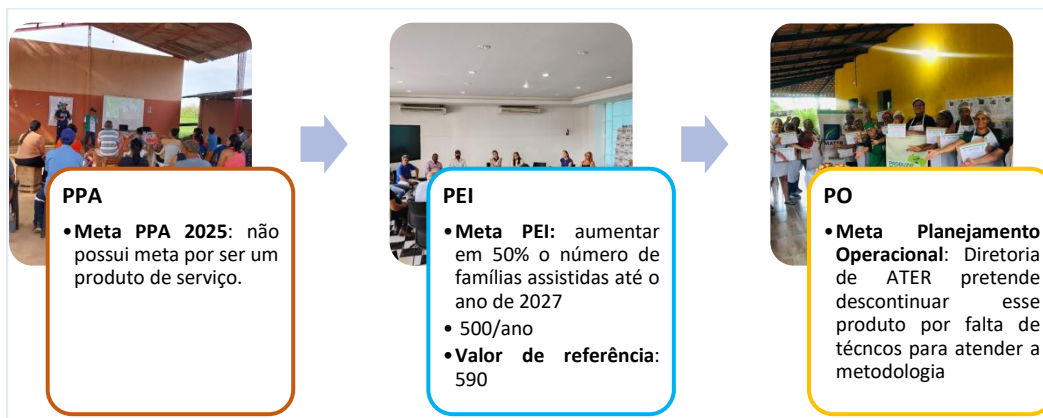 PPA
•Meta PPA 2025: não
possui meta por ser um
produto de serviço.
PEI
•Meta PEI: aumentar
em 50% o número de
famílias assistidas até o
ano de 2027
• 500/ano
•Valor de referência:
590
PO
•Meta Planejamento
Operacional: Diretoria
de ATER pretende
descontinuar esse
produto por falta de
técncos para atender a
metodologia